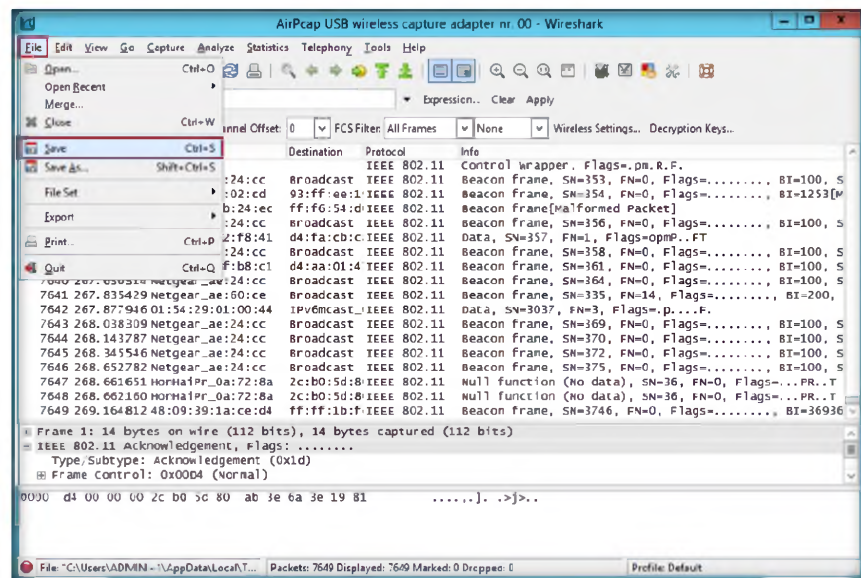 AirPcap USB wireless capture adapter nr. 00 - Wireshark
File Edit View Go Capture Analyze Statistics Telephony Tools Help
Open... Ctrl+O
Open Recent
Merge... Expression... Clear Apply
Close Ctrl+W nnel Offset: 0 FCS Filter: All Frames None Wireless Settings... Decryption Keys...
Save Ctrl+S Destination Protocol Info
Save As... Shift+Ctrl+S IEEE 802.11 Control wrapper, Flags=.pm.R.F.
:24:cc Broadcast IEEE 802.11 Beacon frame, SN=353, FN=0, Flags=........, BI=100, S
File Set :02:cd 93:ff:ee:1 IEEE 802.11 Beacon frame, SN=354, FN=0, Flags=........, BI=1253[M
b:24:ec ff:f6:54:d IEEE 802.11 Beacon frame[Malformed Packet]
Export :24:cc Broadcast IEEE 802.11 Beacon frame, SN=356, FN=0, Flags=........, BI=100, S
Print... Ctrl+P 2:f8:41 d4:fa:cb:c IEEE 802.11 Data, SN=357, FN=1, Flags=opmP..FT
:24:cc Broadcast IEEE 802.11 Beacon frame, SN=358, FN=0, Flags=........, BI=100, S
Quit Ctrl+Q f:b8:c1 d4:aa:01:4 IEEE 802.11 Beacon frame, SN=361, FN=0, Flags=........, BI=100, S
7640 Netgear_ae:24:cc Broadcast IEEE 802.11 Beacon frame, SN=364, FN=0, Flags=........, BI=100, S
7641 267.835429 Netgear_ae:60:ce Broadcast IEEE 802.11 Beacon frame, SN=335, FN=14, Flags=........, BI=200,
7642 267.877946 01:54:29:01:00:44 IPv6mcast_ IEEE 802.11 Data, SN=3037, FN=3, Flags=.p....F.
7643 268.038309 Netgear_ae:24:cc Broadcast IEEE 802.11 Beacon frame, SN=369, FN=0, Flags=........, BI=100, S
7644 268.143787 Netgear_ae:24:cc Broadcast IEEE 802.11 Beacon frame, SN=370, FN=0, Flags=........, BI=100, S
7645 268.345546 Netgear_ae:24:cc Broadcast IEEE 802.11 Beacon frame, SN=372, FN=0, Flags=........, BI=100, S
7646 268.652782 Netgear_ae:24:cc Broadcast IEEE 802.11 Beacon frame, SN=375, FN=0, Flags=........, BI=100, S
7647 268.661651 HonHaiPr_0a:72:8a 2c:b0:5d:8 IEEE 802.11 Null function (No data), SN=36, FN=0, Flags=...PR..T
7648 268.662160 HonHaiPr_0a:72:8a 2c:b0:5d:8 IEEE 802.11 Null function (No data), SN=36, FN=0, Flags=...PR..T
7649 269.164812 48:09:39:1a:ce:d4 ff:ff:1b:f IEEE 802.11 Beacon frame, SN=3746, FN=0, Flags=........, BI=36936
Frame 1: 14 bytes on wire (112 bits), 14 bytes captured (112 bits)
IEEE 802.11 Acknowledgement, Flags: ........
Type/Subtype: Acknowledgement (0x1d)
Frame Control: 0x00D4 (Normal)
0000 d4 00 00 00 2c b0 5d 80 ab 3e 6a 3e 19 81 ....,.]. .>j>..
File: "C:\Users\ADMIN~1\AppData\Local\T... Packets: 7649 Displayed: 7649 Marked: 0 Dropped: 0 Profile: Default